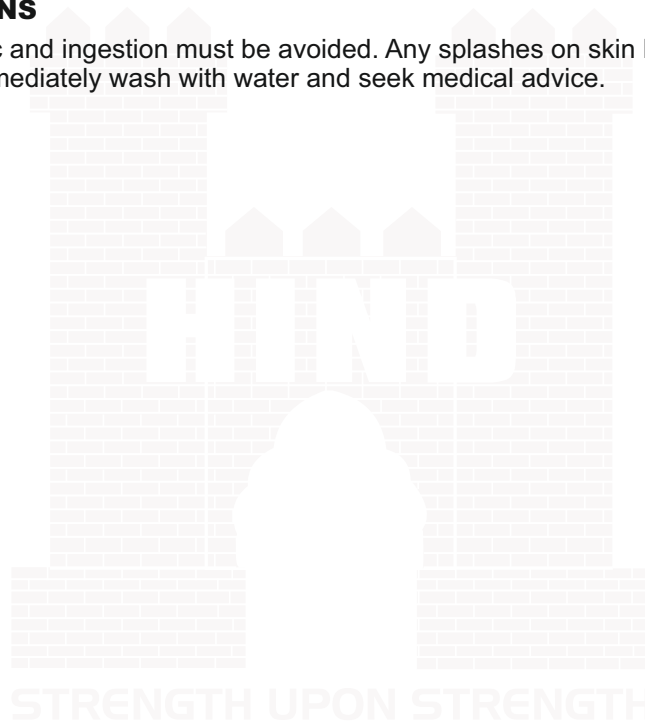 NS
c and ingestion must be avoided. Any splashes on skin
mediately wash with water and seek medical advice.
HIND
STRENGTH UPON STRENGTH